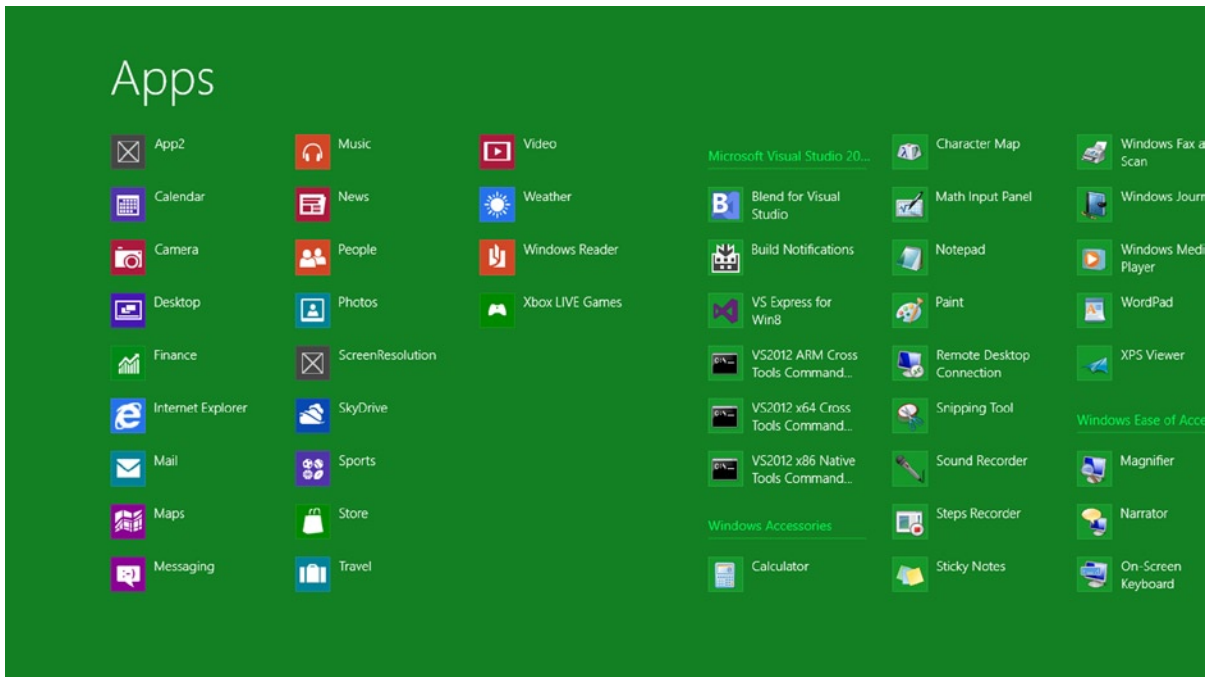 Apps
App2
Calendar
Camera
Desktop
Finance
Internet Explorer
Mail
Maps
Messaging
Music
News
People
Photos
ScreenResolution
SkyDrive
Sports
Store
Travel
Video
Weather
Windows Reader
Xbox LIVE Games
Microsoft Visual Studio 20...
Blend for Visual
Studio
Build Notifications
VS Express for
Win8
VS2012 ARM Cross
Tools Command...
VS2012 x64 Cross
Tools Command...
VS2012 x86 Native
Tools Command...
Windows Accessories
Calculator
Character Map
Math Input Panel
Notepad
Paint
Remote Desktop
Connection
Snipping Tool
Sound Recorder
Steps Recorder
Sticky Notes
Windows Fax a
Scan
Windows Journ
Windows Medi
Player
WordPad
XPS Viewer
Windows Ease of Acce
Magnifier
Narrator
On-Screen
Keyboard